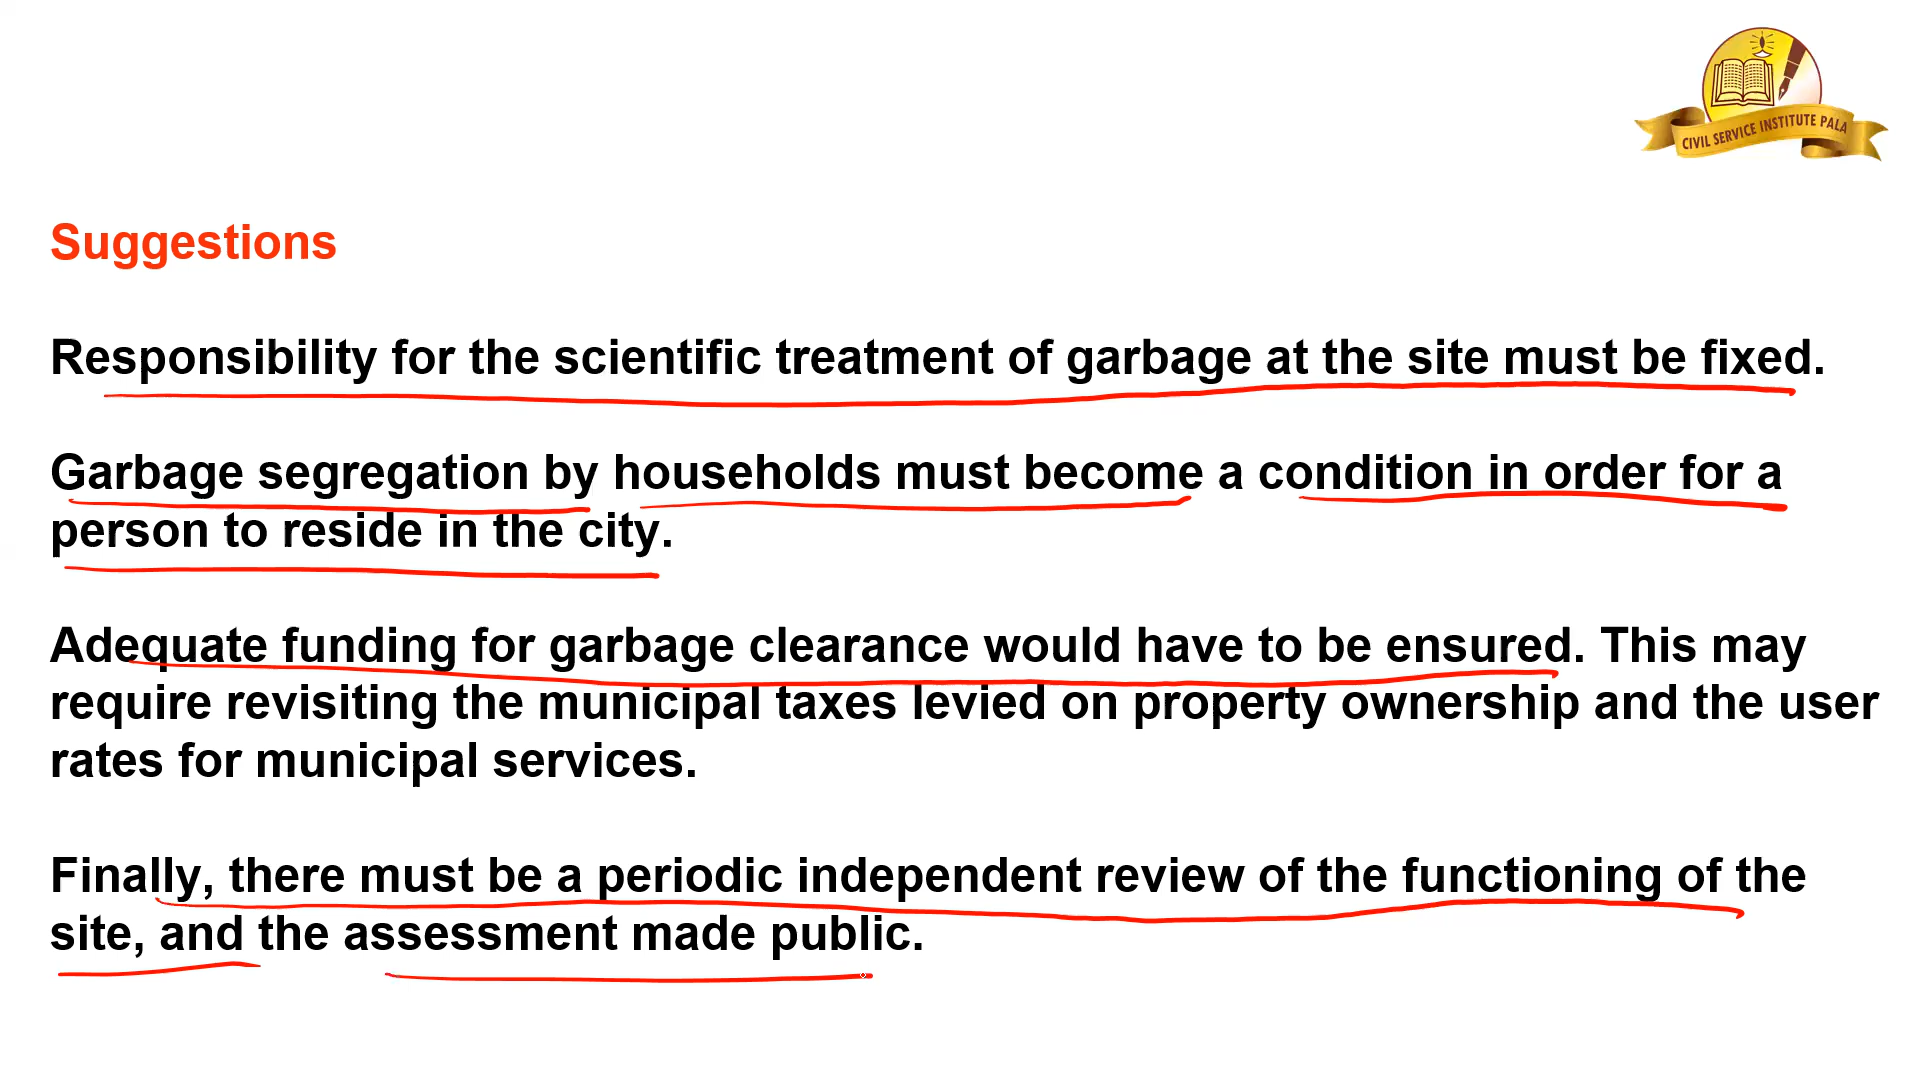 CIVIL SERVICE INSTITUTE PALA
Suggestions
Responsibility for the scientific treatment of garbage at the site must be fixed.
Garbage segregation by households must become a condition in order for a
person to reside in the city.
Adequate funding for garbage clearance would have to be ensured. This may
require revisiting the municipal taxes levied on property ownership and the user
rates for municipal services.
Finally, there must be a periodic independent review of the functioning of the
site, and the assessment made public.